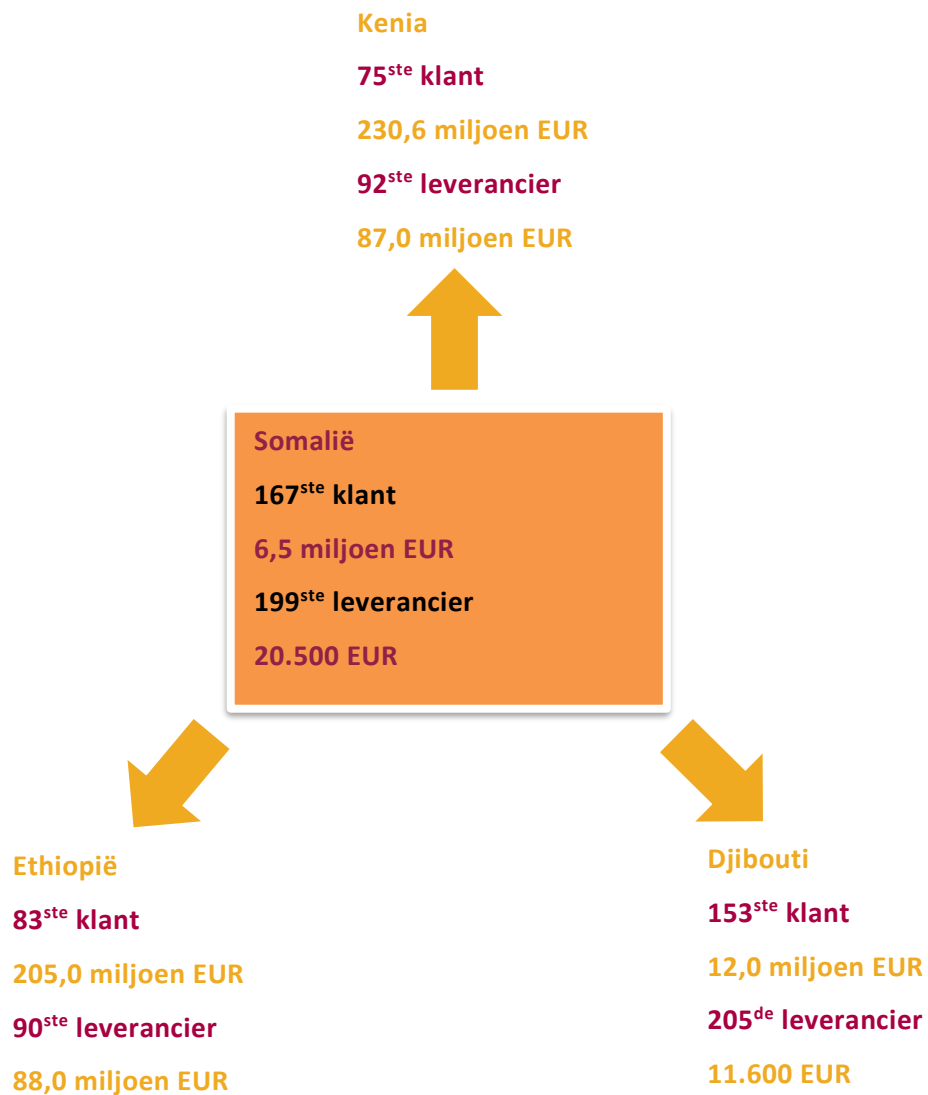 Kenia
75ste klant
230,6 miljoen EUR
92ste leverancier
87,0 miljoen EUR
Somalië
167ste klant
6,5 miljoen EUR
199ste leverancier
20.500 EUR
Ethiopië
83ste klant
205,0 miljoen EUR
90ste leverancier
88,0 miljoen EUR
Djibouti
153ste klant
12,0 miljoen EUR
205de leverancier
11.600 EUR